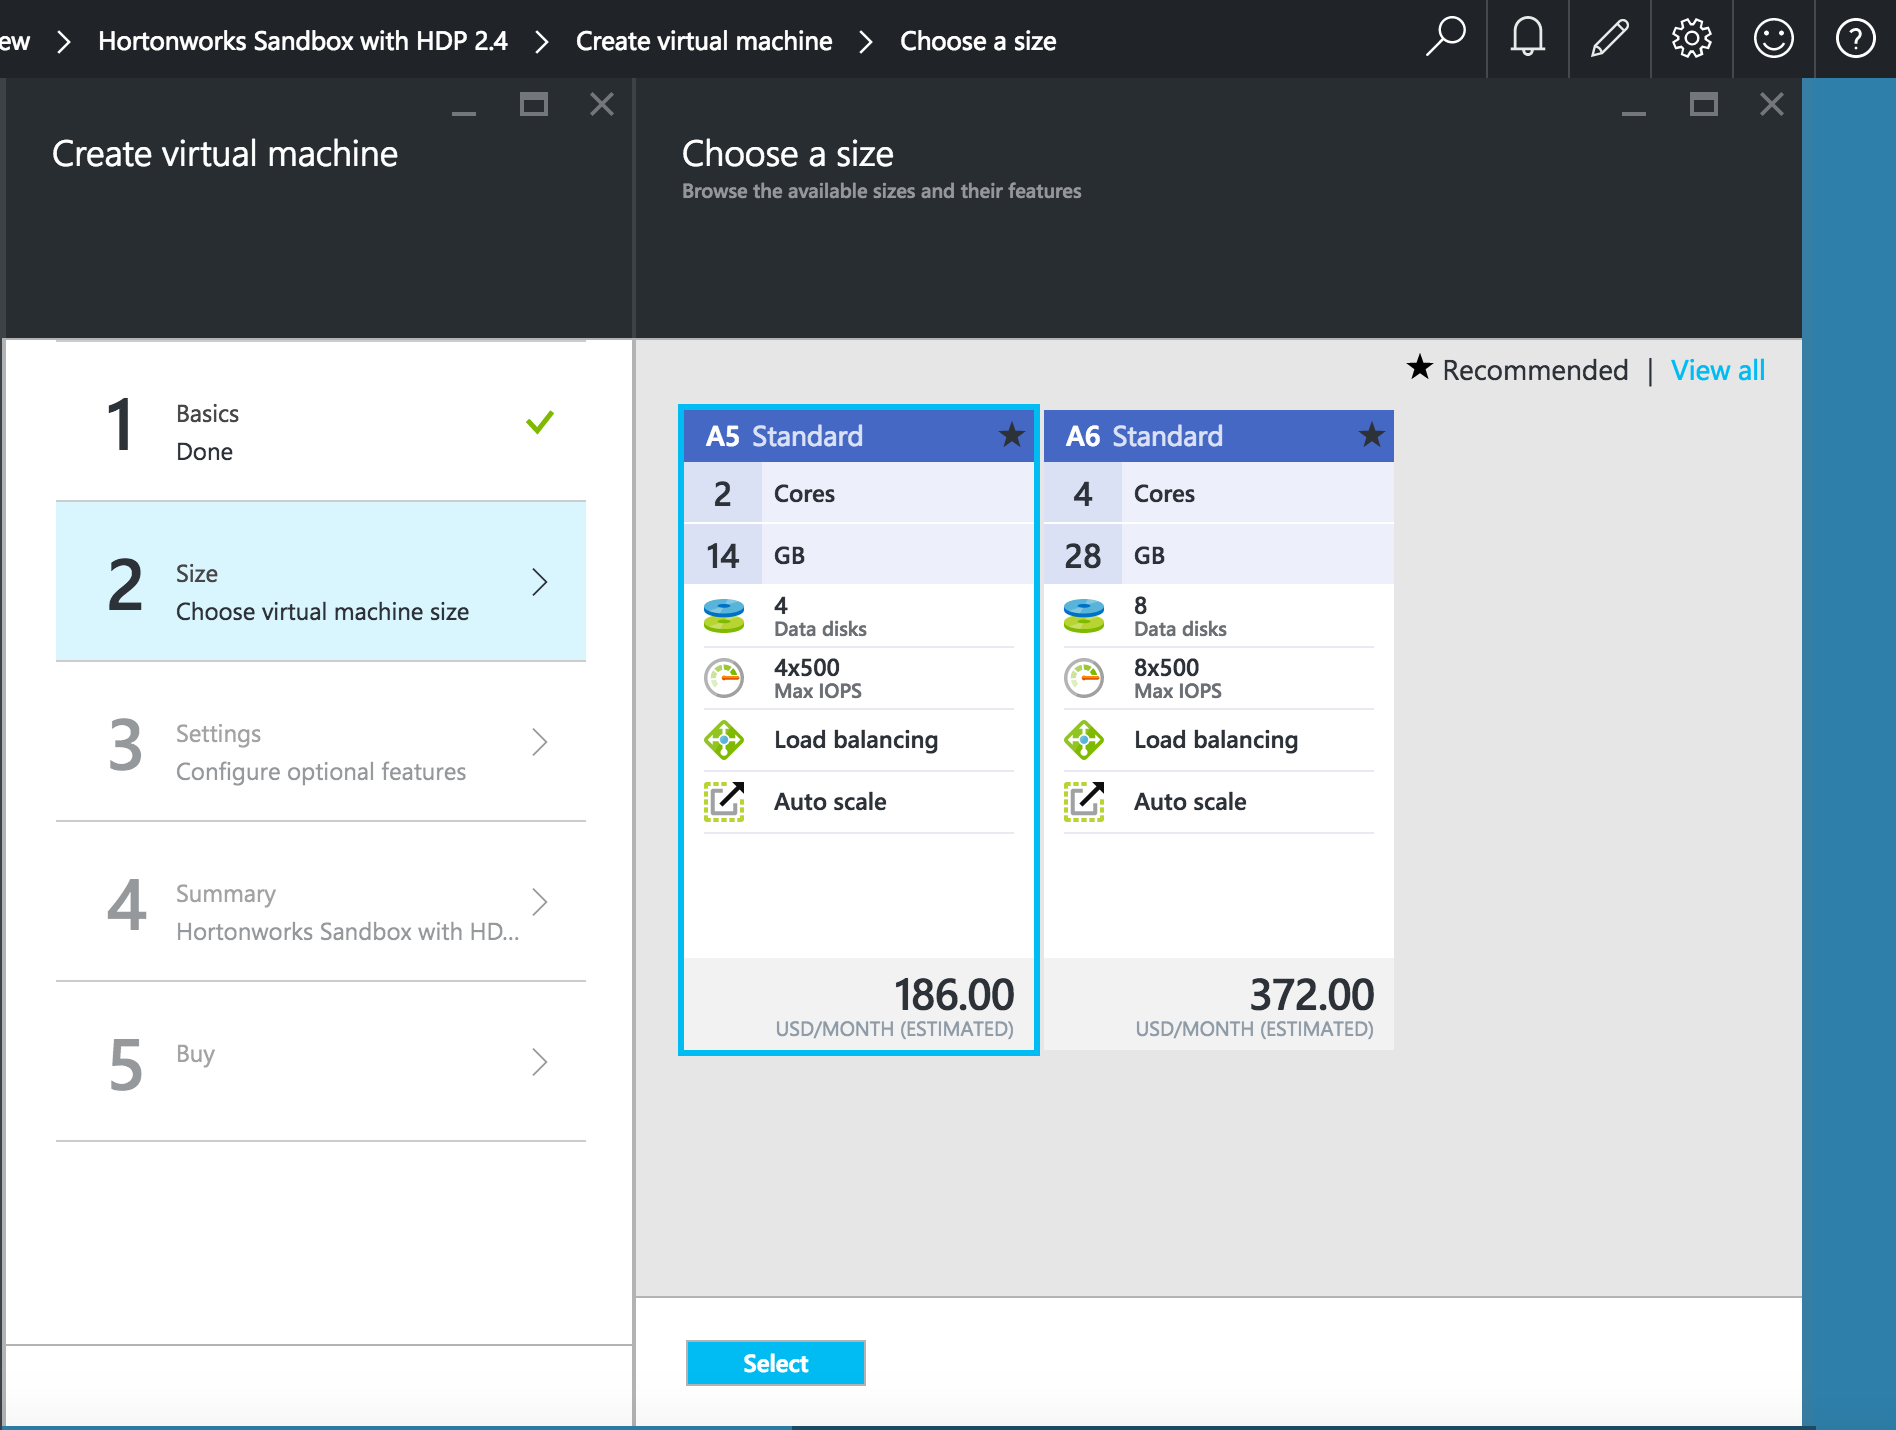 ew > Hortonworks Sandbox with HDP 2.4 > Create virtual machine > Choose a size
Create virtual machine
1 Basics
Done
2 Size
Choose virtual machine size
3 Settings
Configure optional features
4 Summary
Hortonworks Sandbox with HD...
5 Buy
Choose a size
Browse the available sizes and their features
★ Recommended | View all
A5 Standard ★
2 Cores
14 GB
4
Data disks
4x500
Max IOPS
Load balancing
Auto scale
186.00
USD/MONTH (ESTIMATED)
A6 Standard ★
4 Cores
28 GB
8
Data disks
8x500
Max IOPS
Load balancing
Auto scale
372.00
USD/MONTH (ESTIMATED)
Select